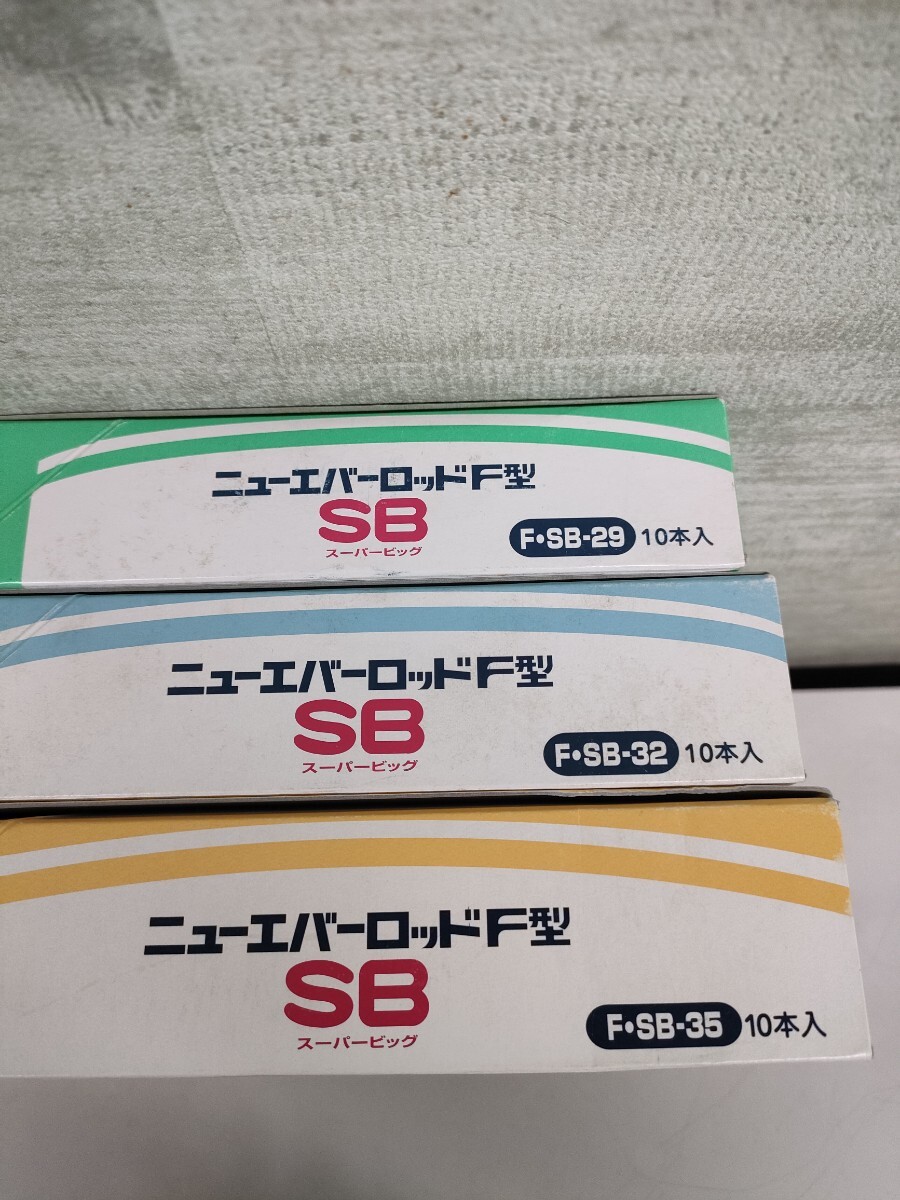 ニューエバーロッドF型
SB
スーパービッグ
F•SB-29 10本入
ニューエバーロッドF型
SB
スーパービッグ
F•SB-32 10本入
ニューエバーロッドF型
SB
スーパービッグ
F•SB-35 10本入